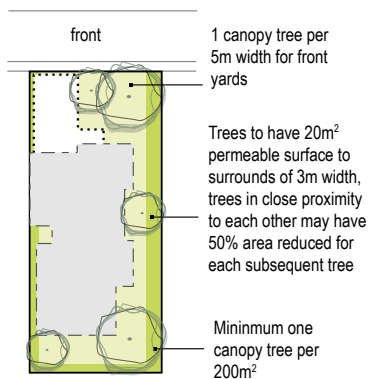 front
1 canopy tree per
5m width for front
yards
Trees to have 20m²
permeable surface to
surrounds of 3m width,
trees in close proximity
to each other may have
50% area reduced for
each subsequent tree
Mininmum one
canopy tree per
200m²